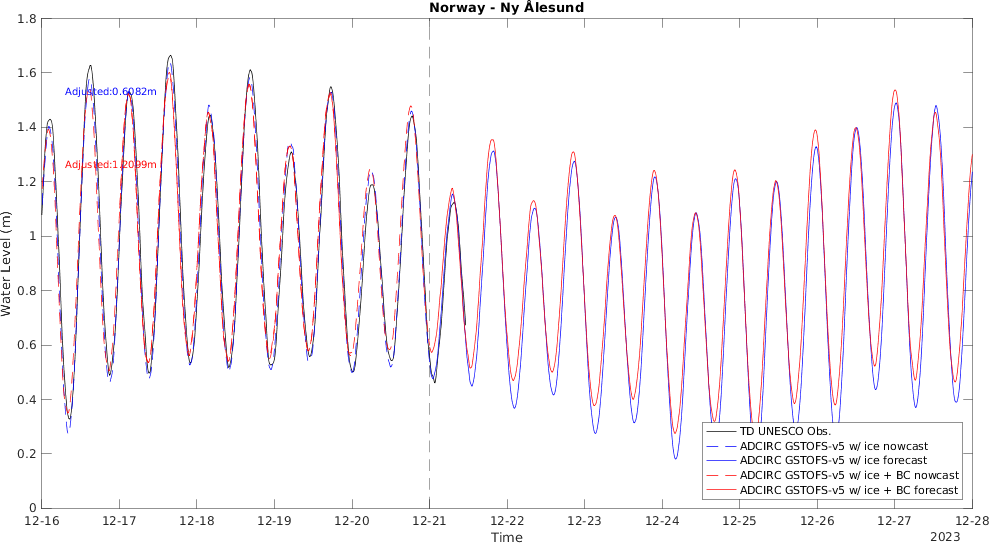 Norway - Ny Ålesund
1.8
1.6
1.4
1.2
1
0.8
0.6
0.4
0.2
0
Water Level (m)
Adjusted:0.6082m
Adjusted:1.2099m
TD UNESCO Obs.
ADCIRC GSTOFS-v5 w/ ice nowcast
ADCIRC GSTOFS-v5 w/ ice forecast
ADCIRC GSTOFS-v5 w/ ice + BC nowcast
ADCIRC GSTOFS-v5 w/ ice + BC forecast
12-16 12-17 12-18 12-19 12-20 12-21 12-22 12-23 12-24 12-25 12-26 12-27 12-28
Time
2023